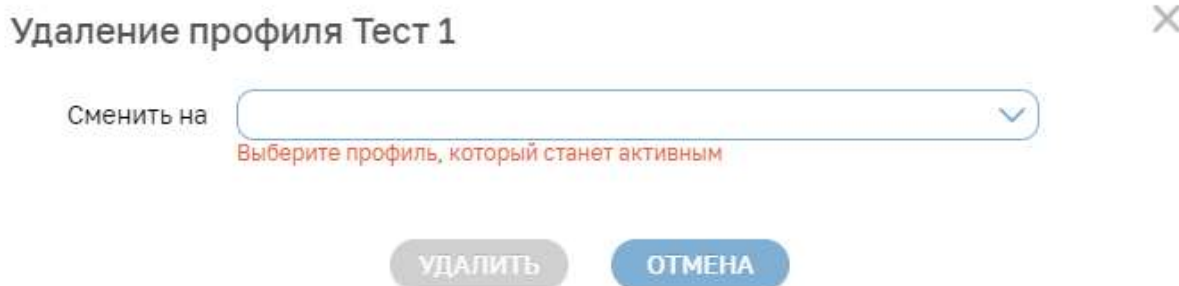 Удаление профиля Тест 1
Сменить на
Выберите профиль, который станет активным
УДАЛИТЬ ОТМЕНА